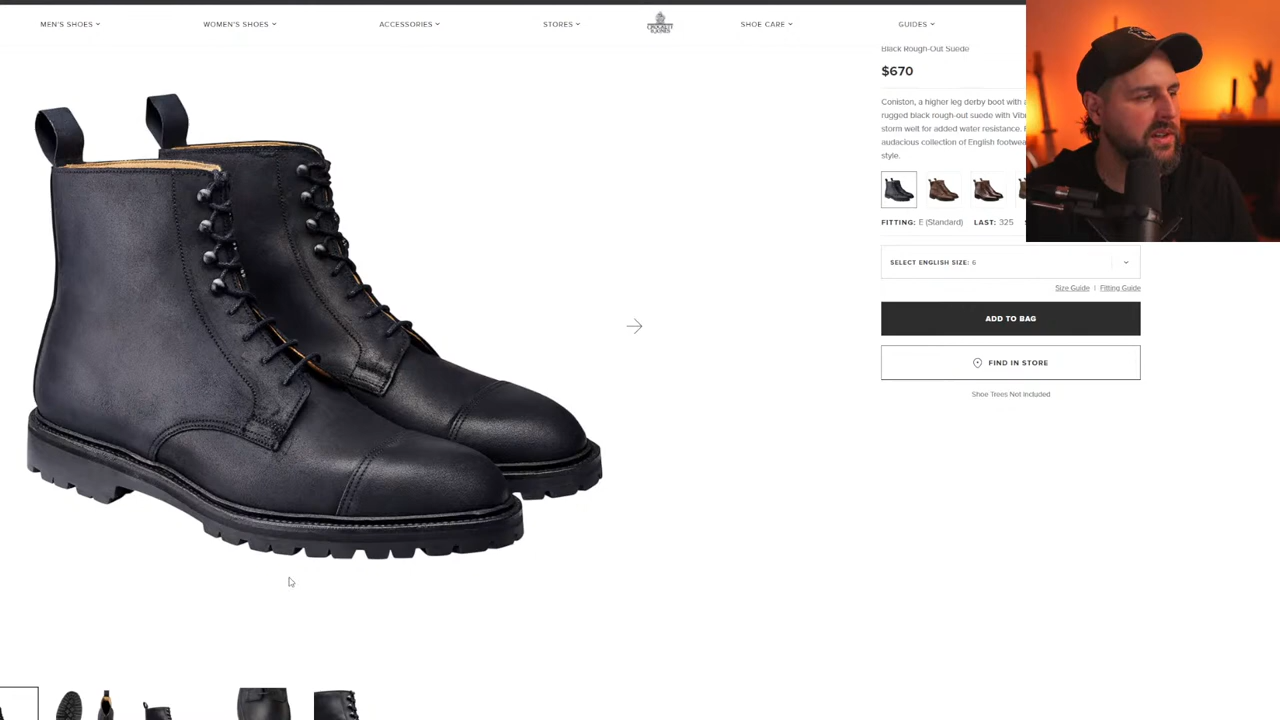 MEN'S SHOES
WOMEN'S SHOES
ACCESSORIES
STORES
CROCKETT & JONES
SHOE CARE
GUIDES
Black Rough-Out Suede
$670
Coniston, a higher leg derby boot with a
rugged black rough-out suede with
storm welt for added water resistance.
audacious collection of English
style.
FITTING: E (Standard) LAST: 325
SELECT ENGLISH SIZE: 6
Size Guide | Fitting Guide
ADD TO BAG
FIND IN STORE
Shoe Trees Not Included